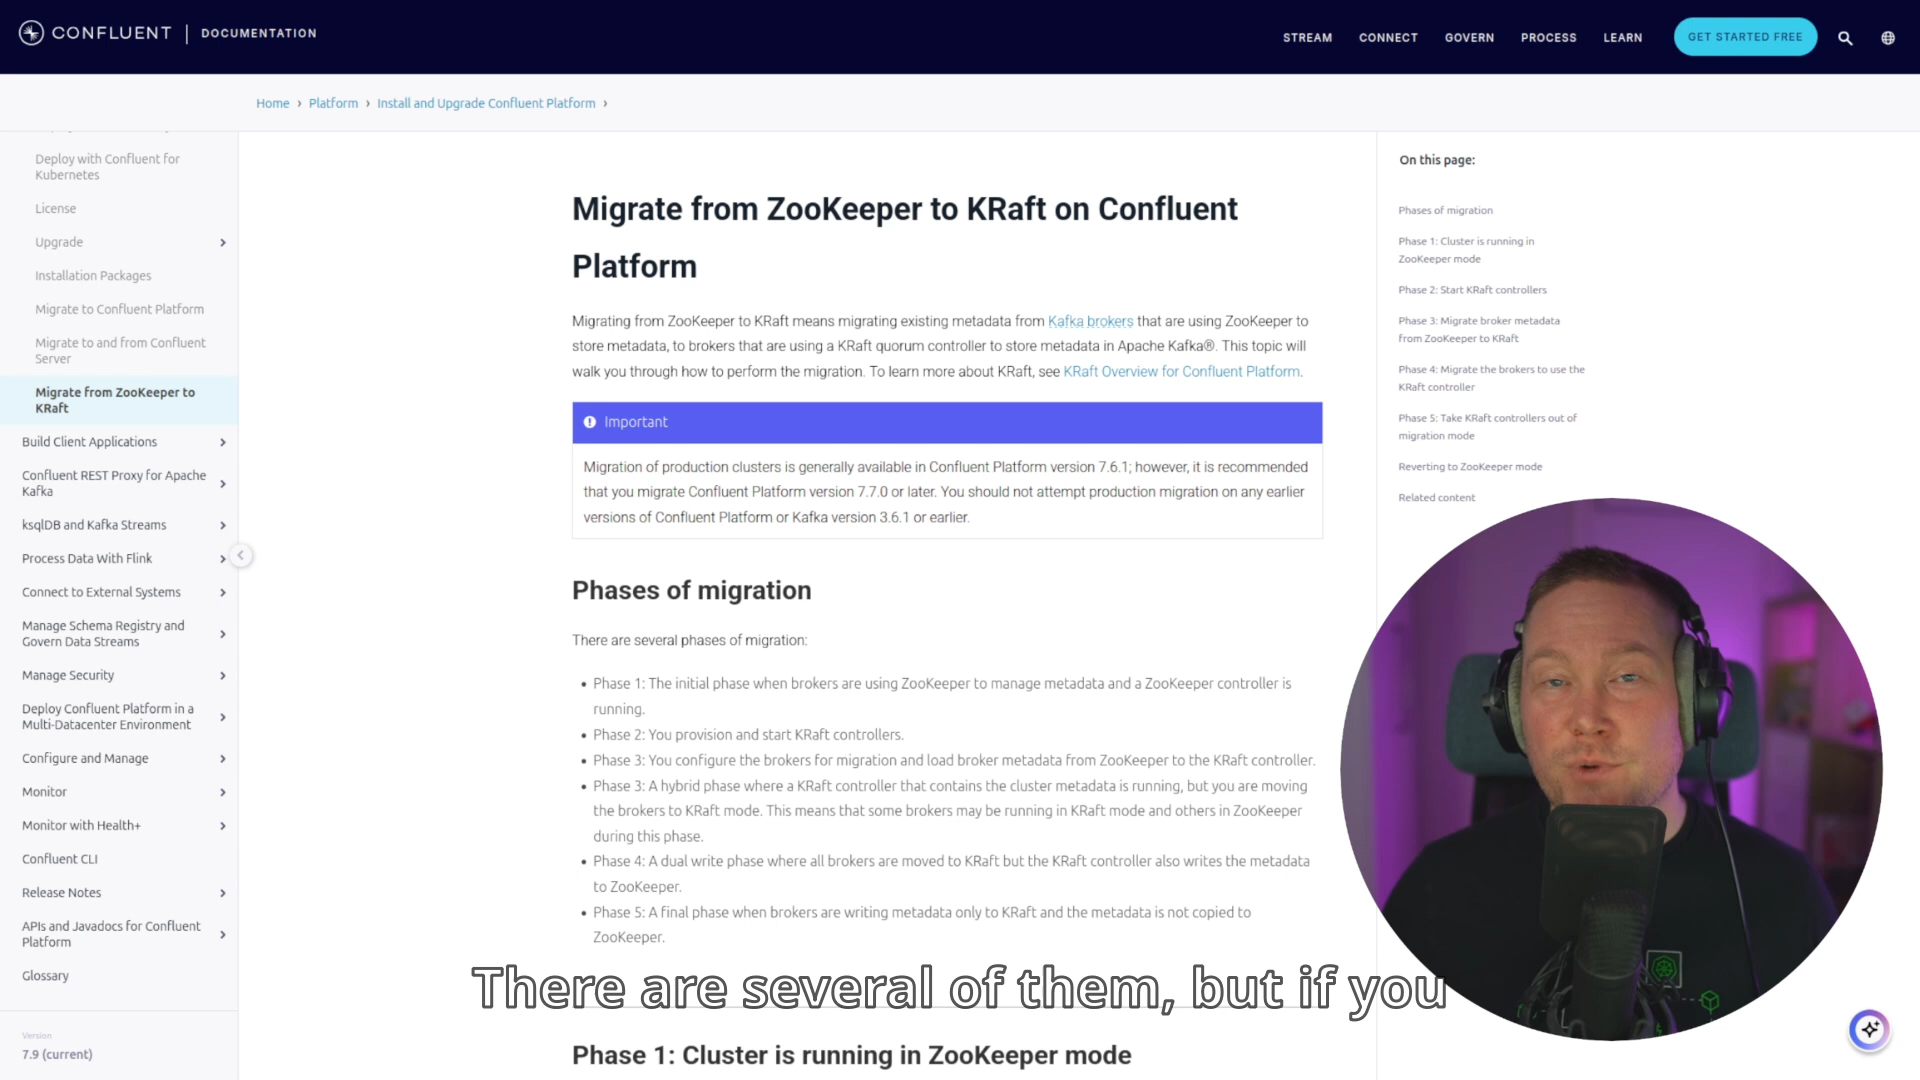 CONFLUENT DOCUMENTATION
STREAM CONNECT GOVERN PROCESS LEARN GET STARTED FREE
Home › Platform › Install and Upgrade Confluent Platform ›
Deploy with Confluent for
Kubernetes
License
Upgrade
Installation Packages
Migrate to Confluent Platform
Migrate to and from Confluent
Server
Migrate from ZooKeeper to
KRaft
Build Client Applications
Confluent REST Proxy for Apache
Kafka
ksqlDB and Kafka Streams
Process Data With Flink
Connect to External Systems
Manage Schema Registry and
Govern Data Streams
Manage Security
Deploy Confluent Platform in a
Multi-Datacenter Environment
Configure and Manage
Monitor
Monitor with Health+
Confluent CLI
Release Notes
APIs and Javadocs for Confluent
Platform
Glossary
Version
7.9 (current)
Migrate from ZooKeeper to KRaft on Confluent
Platform
Migrating from ZooKeeper to KRaft means migrating existing metadata from Kafka brokers that are using ZooKeeper to
store metadata, to brokers that are using a KRaft quorum controller to store metadata in Apache Kafka®. This topic will
walk you through how to perform the migration. To learn more about KRaft, see KRaft Overview for Confluent Platform.
Important
Migration of production clusters is generally available in Confluent Platform version 7.6.1; however, it is recommended
that you migrate Confluent Platform version 7.7.0 or later. You should not attempt production migration on any earlier
versions of Confluent Platform or Kafka version 3.6.1 or earlier.
Phases of migration
There are several phases of migration:
• Phase 1: The initial phase when brokers are using ZooKeeper to manage metadata and a ZooKeeper controller is
running.
• Phase 2: You provision and start KRaft controllers.
• Phase 3: You configure the brokers for migration and load broker metadata from ZooKeeper to the KRaft controller.
• Phase 3: A hybrid phase where a KRaft controller that contains the cluster metadata is running, but you are moving
the brokers to KRaft mode. This means that some brokers may be running in KRaft mode and others in ZooKeeper
during this phase.
• Phase 4: A dual write phase where all brokers are moved to KRaft but the KRaft controller also writes the metadata
to ZooKeeper.
• Phase 5: A final phase when brokers are writing metadata only to KRaft and the metadata is not copied to
ZooKeeper.
There are several of them, but if you
Phase 1: Cluster is running in ZooKeeper mode
On this page:
Phases of migration
Phase 1: Cluster is running in
ZooKeeper mode
Phase 2: Start KRaft controllers
Phase 3: Migrate broker metadata
from ZooKeeper to KRaft
Phase 4: Migrate the brokers to use the
KRaft controller
Phase 5: Take KRaft controllers out of
migration mode
Reverting to ZooKeeper mode
Related content